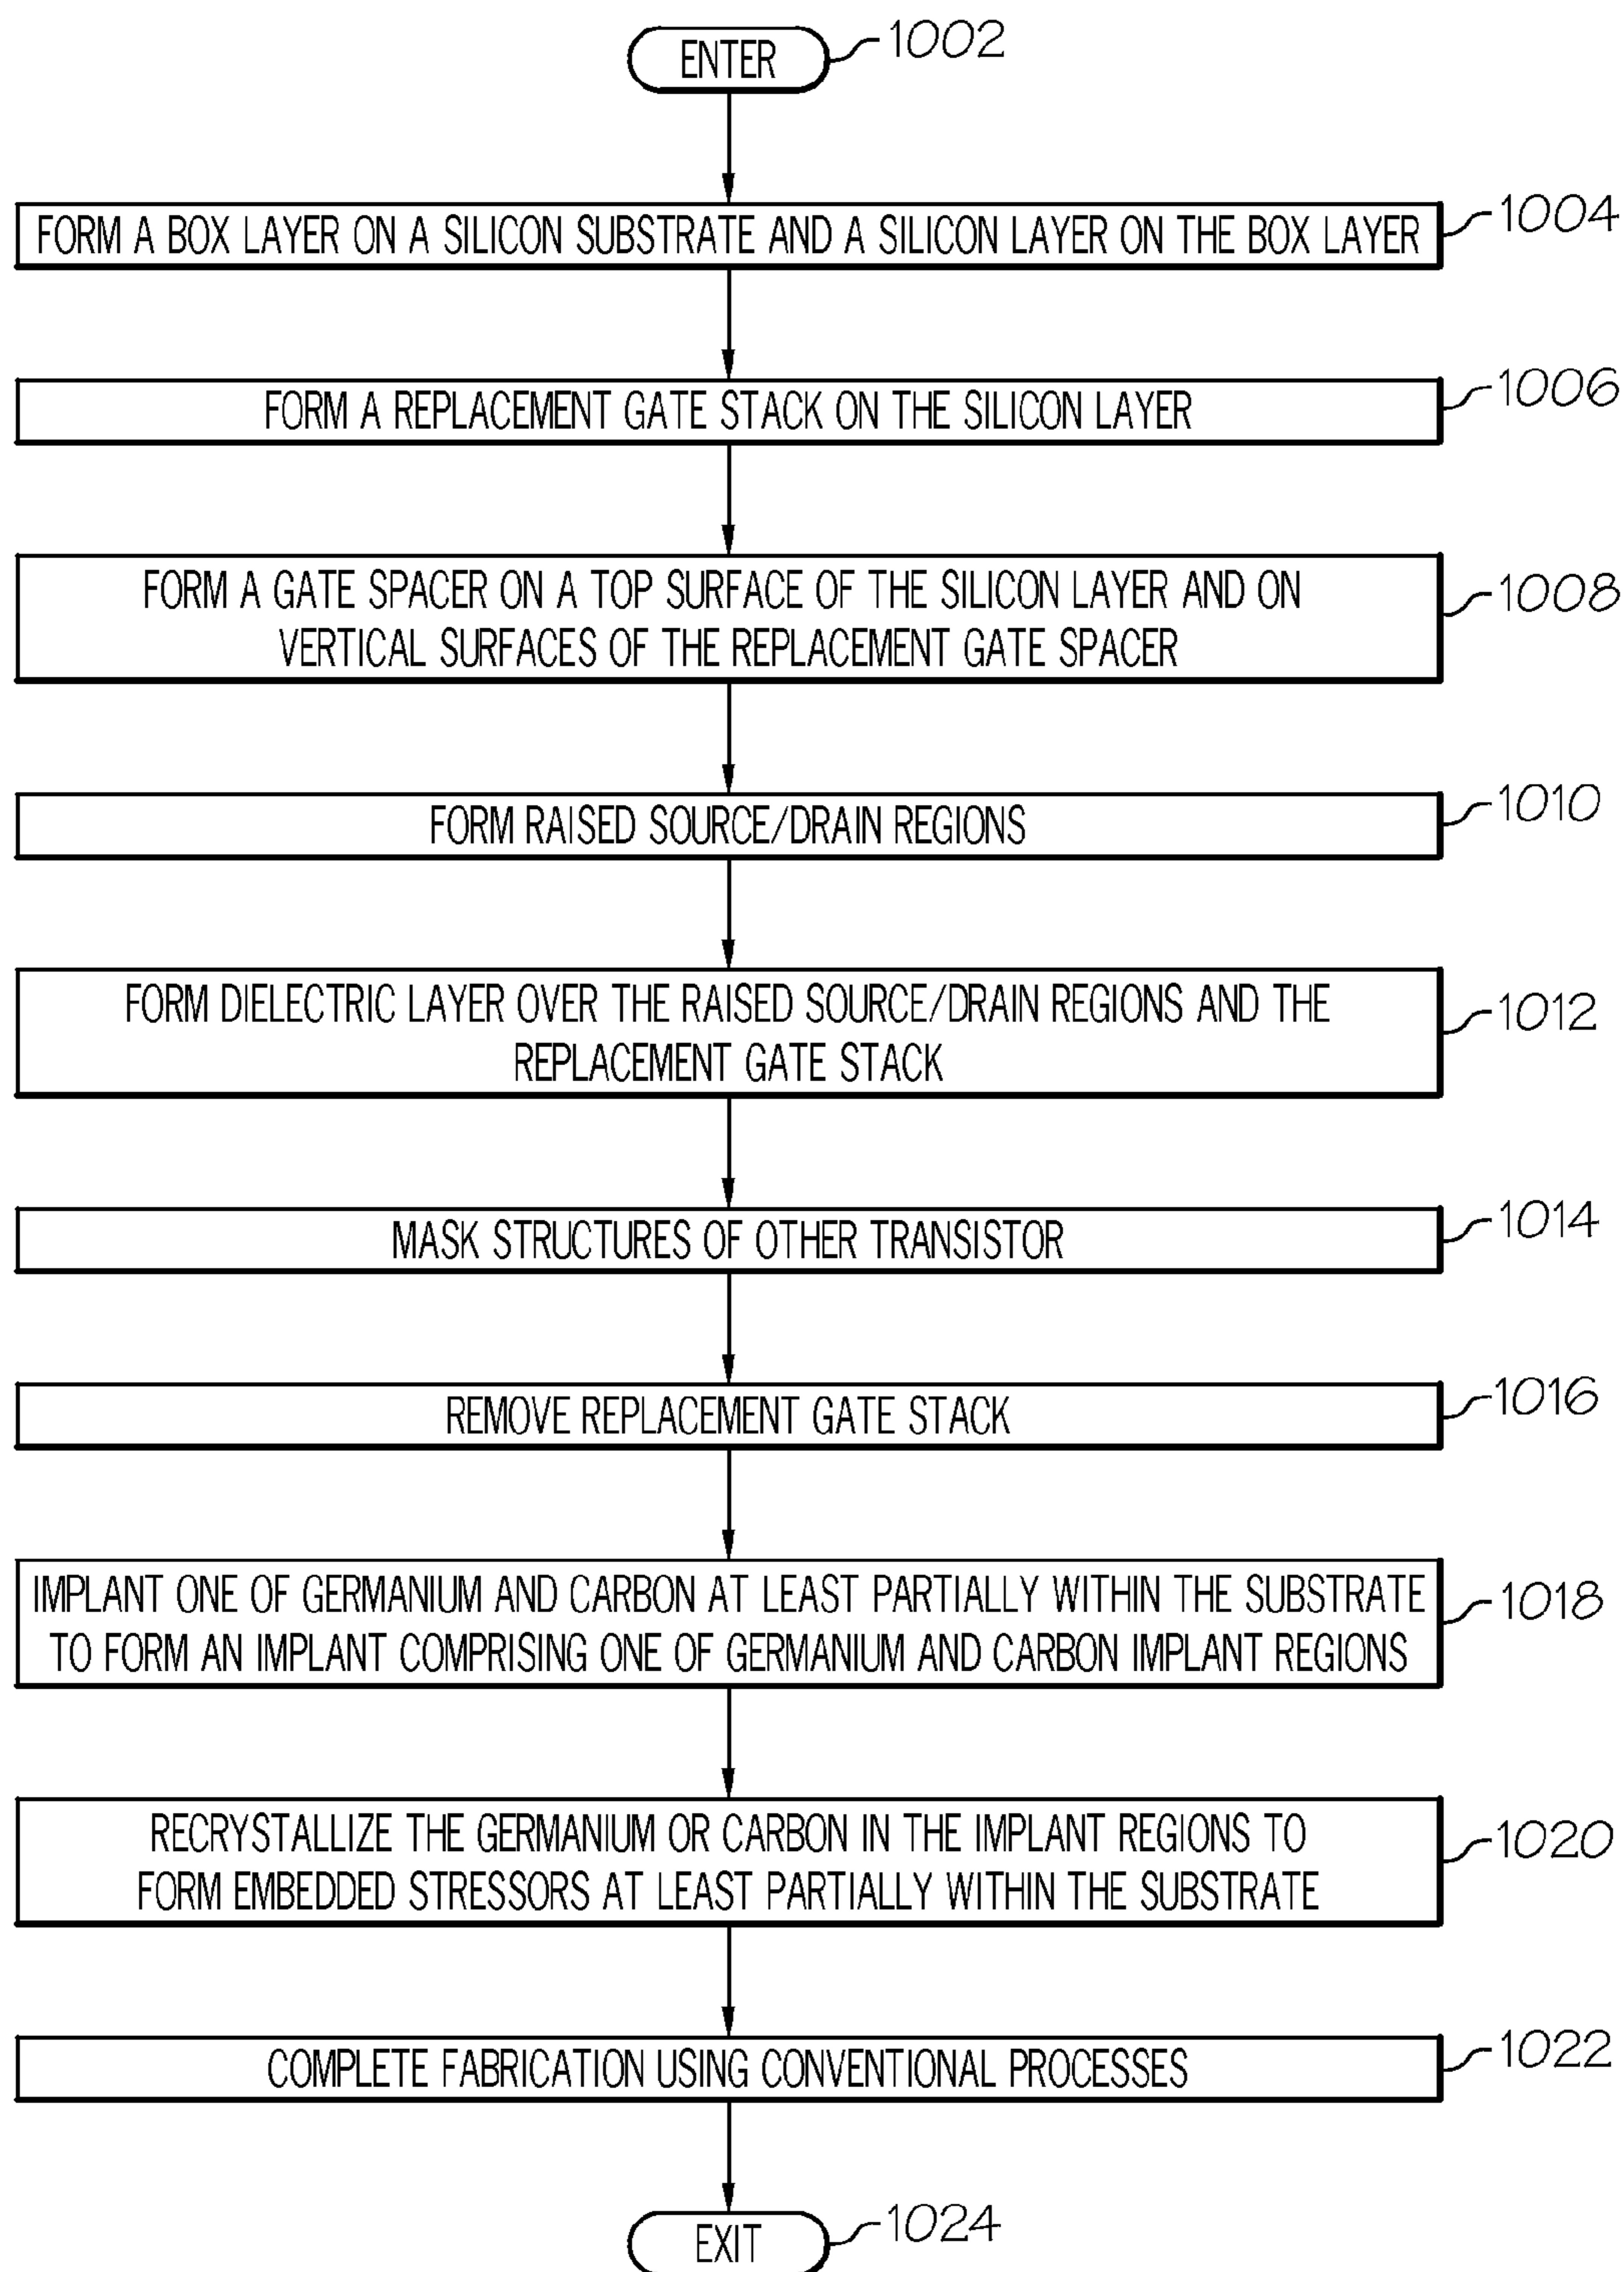 ENTER
1002
FORM A BOX LAYER ON A SILICON SUBSTRATE AND A SILICON LAYER ON THE BOX LAYER
1004
FORM A REPLACEMENT GATE STACK ON THE SILICON LAYER
1006
FORM A GATE SPACER ON A TOP SURFACE OF THE SILICON LAYER AND ON
VERTICAL SURFACES OF THE REPLACEMENT GATE SPACER
1008
FORM RAISED SOURCE/DRAIN REGIONS
1010
FORM DIELECTRIC LAYER OVER THE RAISED SOURCE/DRAIN REGIONS AND THE
REPLACEMENT GATE STACK
1012
MASK STRUCTURES OF OTHER TRANSISTOR
1014
REMOVE REPLACEMENT GATE STACK
1016
IMPLANT ONE OF GERMANIUM AND CARBON AT LEAST PARTIALLY WITHIN THE SUBSTRATE
TO FORM AN IMPLANT COMPRISING ONE OF GERMANIUM AND CARBON IMPLANT REGIONS
1018
RECRYSTALLIZE THE GERMANIUM OR CARBON IN THE IMPLANT REGIONS TO
FORM EMBEDDED STRESSORS AT LEAST PARTIALLY WITHIN THE SUBSTRATE
1020
COMPLETE FABRICATION USING CONVENTIONAL PROCESSES
1022
EXIT
1024